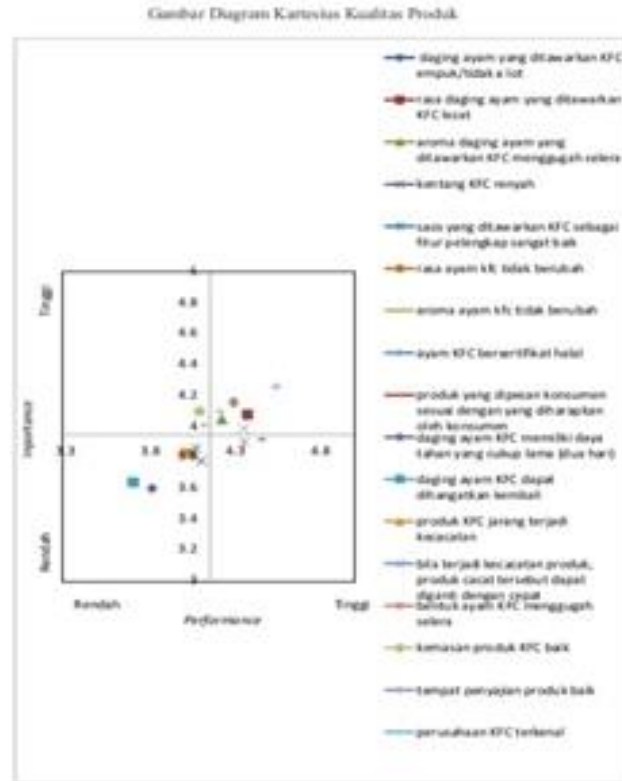 Gambar Diagram Kartesius Kualitas Produk
daging ayam yang ditawarkan KFC
empuk/tidak a lot
rasa daging ayam yang ditawarkan
KFC lezat
aroma daging ayam yang
ditawarkan KFC menggugah selera
kentang KFC renyah
saos yang ditawarkan KFC sebagai
fitur pelengkap sangat baik
rasa ayam kfc tidak berubah
aroma ayam kfc tidak berubah
ayam KFC bersertifikat halal
produk yang dipesan konsumen
sesuai dengan yang diharapkan
oleh konsumen
daging ayam KFC memiliki daya
tahan yang cukup lama (dua hari)
daging ayam KFC dapat
dihangatkan kembali
produk KFC jarang terjadi
kecacatan
bila terjadi kecacatan produk,
produk cacat tersebut dapat
diganti dengan cepat
bentuk ayam KFC menggugah
selera
kemasan produk KFC baik
tempat penyajian produk baik
perusahaan KFC terkenal
Tinggi
Importance
Rendah
5
4.8
4.6
4.4
4.2
4
3.6
3.4
3.2
3
3.3
3.8
4.3
4.8
Rendah
Tinggi
Performance